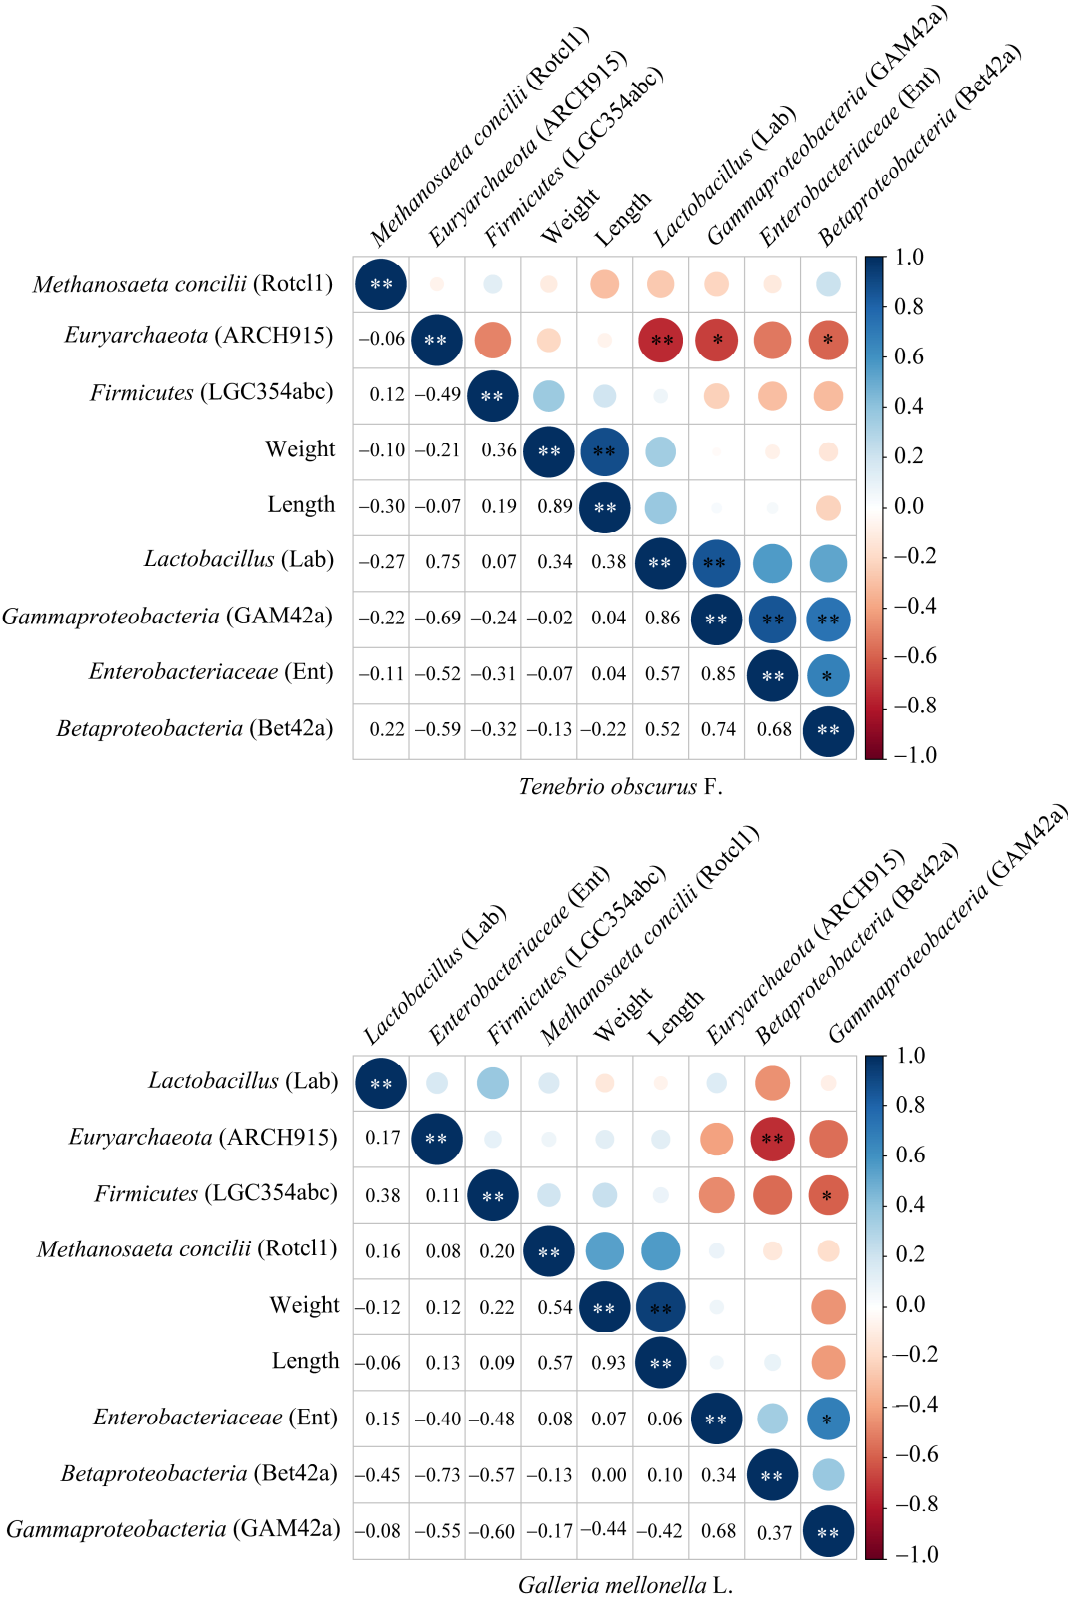 Methanosaeta concilii (Rotcl1)
Euryarchaeota (ARCH915)
Firmicutes (LGC354abc)
Weight
Length
Lactobacillus (Lab)
Gammaproteobacteria (GAM42a)
Enterobacteriaceae (Ent)
Betaproteobacteria (Bet42a)
Methanosaeta concilii (Rotcl1) **
Euryarchaeota (ARCH915) −0.06 ** ** * *
Firmicutes (LGC354abc) 0.12 −0.49 **
Weight −0.10 −0.21 0.36 ** **
Length −0.30 −0.07 0.19 0.89 **
Lactobacillus (Lab) −0.27 0.75 0.07 0.34 0.38 ** **
Gammaproteobacteria (GAM42a) −0.22 −0.69 −0.24 −0.02 0.04 0.86 ** ** **
Enterobacteriaceae (Ent) −0.11 −0.52 −0.31 −0.07 0.04 0.57 0.85 ** *
Betaproteobacteria (Bet42a) 0.22 −0.59 −0.32 −0.13 −0.22 0.52 0.74 0.68 **
1.0
0.8
0.6
0.4
0.2
0.0
−0.2
−0.4
−0.6
−0.8
−1.0
Tenebrio obscurus F.
Lactobacillus (Lab)
Enterobacteriaceae (Ent)
Firmicutes (LGC354abc)
Methanosaeta concilii (Rotcl1)
Weight
Length
Euryarchaeota (ARCH915)
Betaproteobacteria (Bet42a)
Gammaproteobacteria (GAM42a)
Lactobacillus (Lab) **
Euryarchaeota (ARCH915) 0.17 ** **
Firmicutes (LGC354abc) 0.38 0.11 ** *
Methanosaeta concilii (Rotcl1) 0.16 0.08 0.20 **
Weight −0.12 0.12 0.22 0.54 ** **
Length −0.06 0.13 0.09 0.57 0.93 **
Enterobacteriaceae (Ent) 0.15 −0.40 −0.48 0.08 0.07 0.06 ** *
Betaproteobacteria (Bet42a) −0.45 −0.73 −0.57 −0.13 0.00 0.10 0.34 **
Gammaproteobacteria (GAM42a) −0.08 −0.55 −0.60 −0.17 −0.44 −0.42 0.68 0.37 **
1.0
0.8
0.6
0.4
0.2
0.0
−0.2
−0.4
−0.6
−0.8
−1.0
Galleria mellonella L.